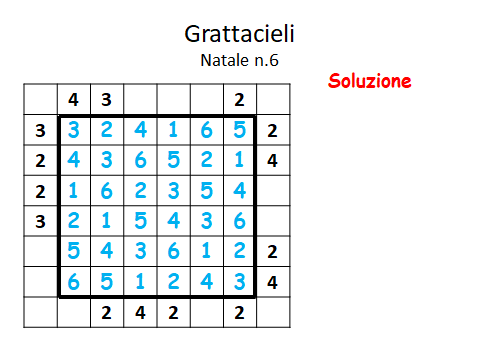 Grattacieli
Natale n.6
Soluzione
4 3 2
3 3 2 4 1 6 5 2
2 4 3 6 5 2 1 4
2 1 6 2 3 5 4
3 2 1 5 4 3 6
5 4 3 6 1 2 2
6 5 1 2 4 3 4
2 4 2 2